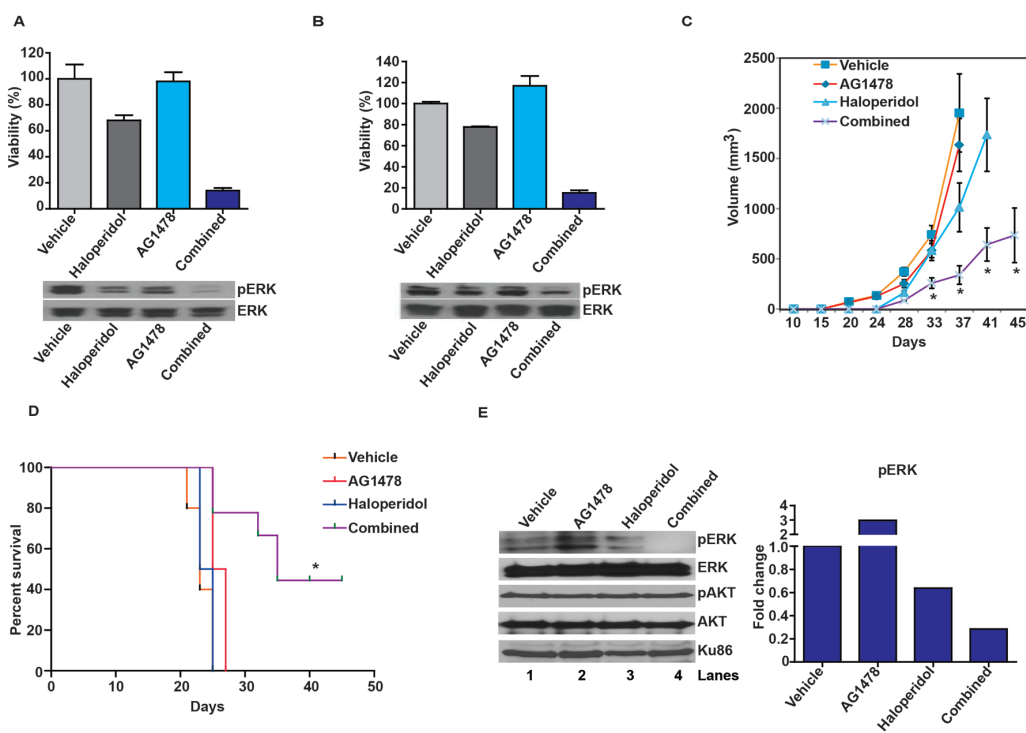 A
Viability (%)
120
100
80
60
40
20
0
Vehicle
Haloperidol
AG1478
Combined
pERK
ERK
Vehicle
Haloperidol
AG1478
Combined
B
Viability (%)
140
120
100
80
60
40
20
0
Vehicle
Haloperidol
AG1478
Combined
pERK
ERK
Vehicle
Haloperidol
AG1478
Combined
C
Volume (mm³)
2500
2000
1500
1000
500
0
Vehicle
AG1478
Haloperidol
Combined
* * * *
10 15 20 24 28 33 37 41 45
Days
D
Percent survival
100
80
60
40
20
0
Vehicle
AG1478
Haloperidol
Combined
*
0 10 20 30 40 50
Days
E
Vehicle
AG1478
Haloperidol
Combined
pERK
ERK
pAKT
AKT
Ku86
1 2 3 4 Lanes
pERK
Fold change
4
3
2
1.0
0.8
0.6
0.4
0.2
0
Vehicle
AG1478
Haloperidol
Combined